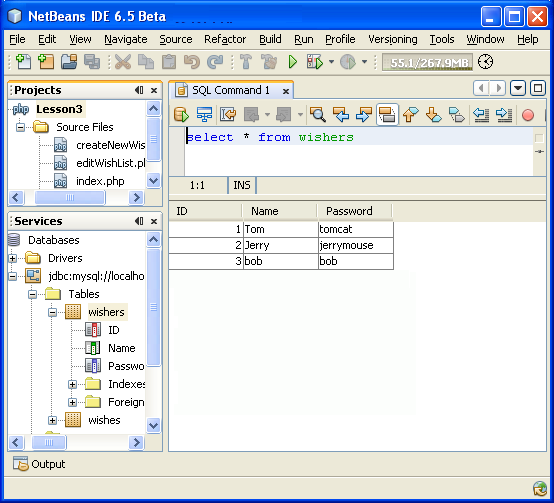 NetBeans IDE 6.5 Beta
File Edit View Navigate Source Refactor Build Run Profile Versioning Tools Window Help
55.1/267.9MB
Projects
php Lesson3
Source Files
createNewWis
editWishList.p
index.php
Services
Databases
Drivers
jdbc:mysql://localho
Tables
wishers
ID
Name
Passwo
Indexes
Foreign
wishes
SQL Command 1
select * from wishers
1:1 INS
ID Name Password
1 Tom tomcat
2 Jerry jerrymouse
3 bob bob
Output